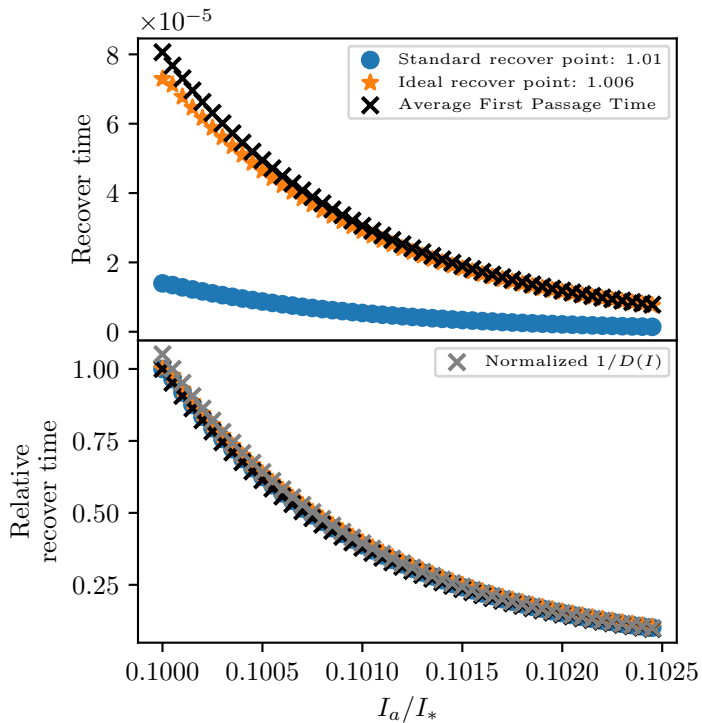 ×10⁻⁵
8
6
4
2
0
Recover time
Standard recover point: 1.01
Ideal recover point: 1.006
Average First Passage Time
1.00
0.75
0.50
0.25
Relative
recover time
Normalized 1/D(I)
0.1000 0.1005 0.1010 0.1015 0.1020 0.1025
I_a/I_*